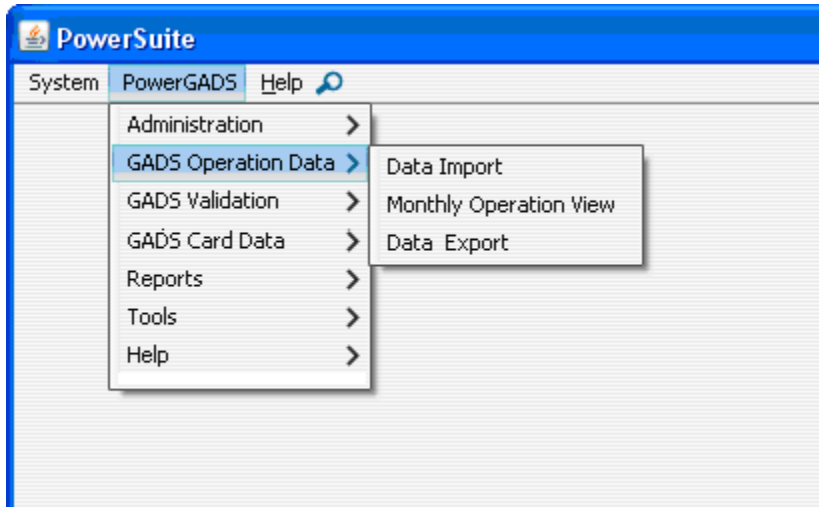 PowerSuite
System PowerGADS Help
Administration
GADS Operation Data
Data Import
GADS Validation
Monthly Operation View
GADS Card Data
Data Export
Reports
Tools
Help